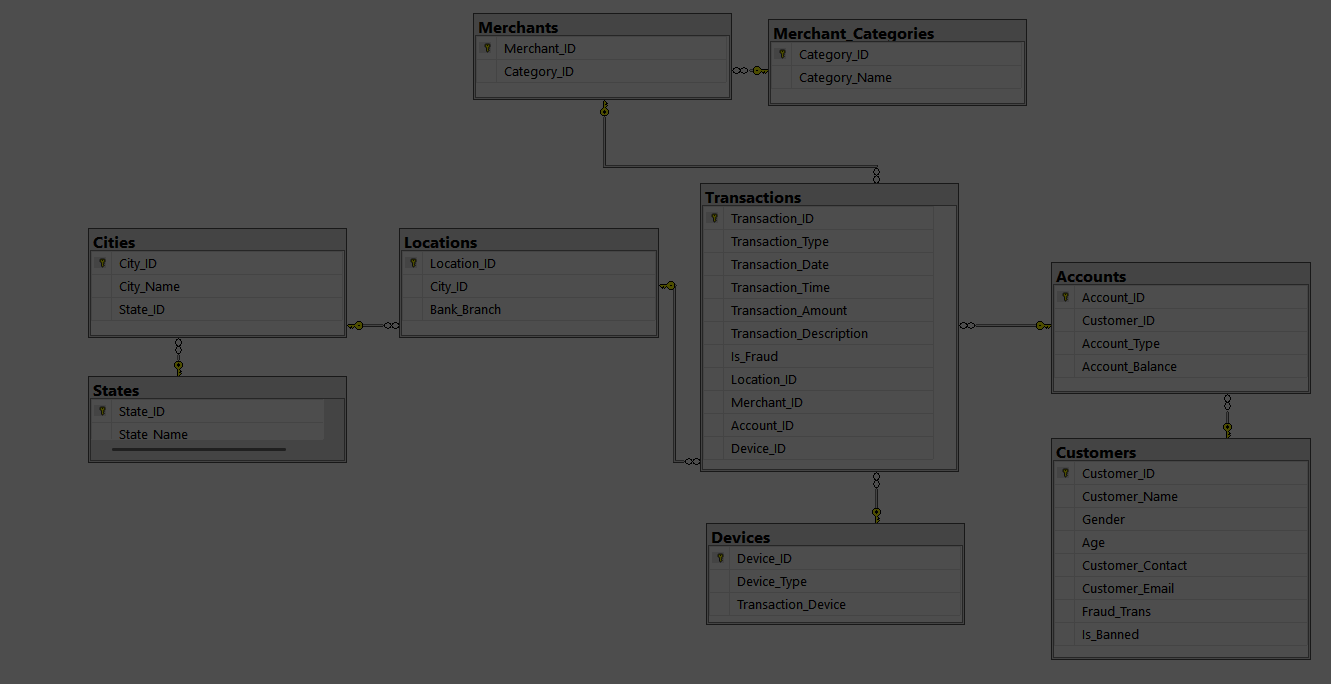 Merchants
Merchant_ID
Category_ID
Merchant_Categories
Category_ID
Category_Name
Transactions
Transaction_ID
Transaction_Type
Transaction_Date
Transaction_Time
Transaction_Amount
Transaction_Description
Is_Fraud
Location_ID
Merchant_ID
Account_ID
Device_ID
Cities
City_ID
City_Name
State_ID
Locations
Location_ID
City_ID
Bank_Branch
Accounts
Account_ID
Customer_ID
Account_Type
Account_Balance
States
State_ID
State_Name
Customers
Customer_ID
Customer_Name
Gender
Age
Customer_Contact
Customer_Email
Fraud_Trans
Is_Banned
Devices
Device_ID
Device_Type
Transaction_Device